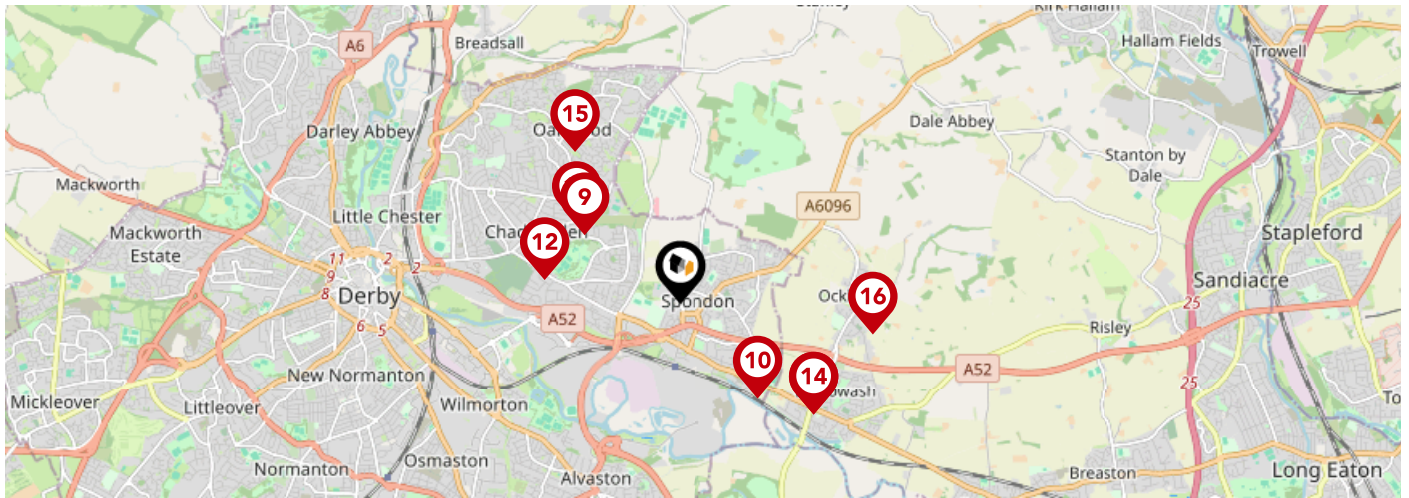 Kirk Hallam
A6
Breadsall
Hallam Fields
Trowell
15
Darley Abbey
Dale Abbey
Stanton by
Dale
Mackworth
9
A6096
Little Chester
Mackworth
Estate
12
Stapleford
11
2
2
9
8
Derby
6
5
Spondon
16
Sandiacre
25
A52
Risley
10
14
A52
25
New Normanton
Mickleover
Littleover
Wilmorton
Normanton
Osmaston
Alvaston
Breaston
Long Eaton